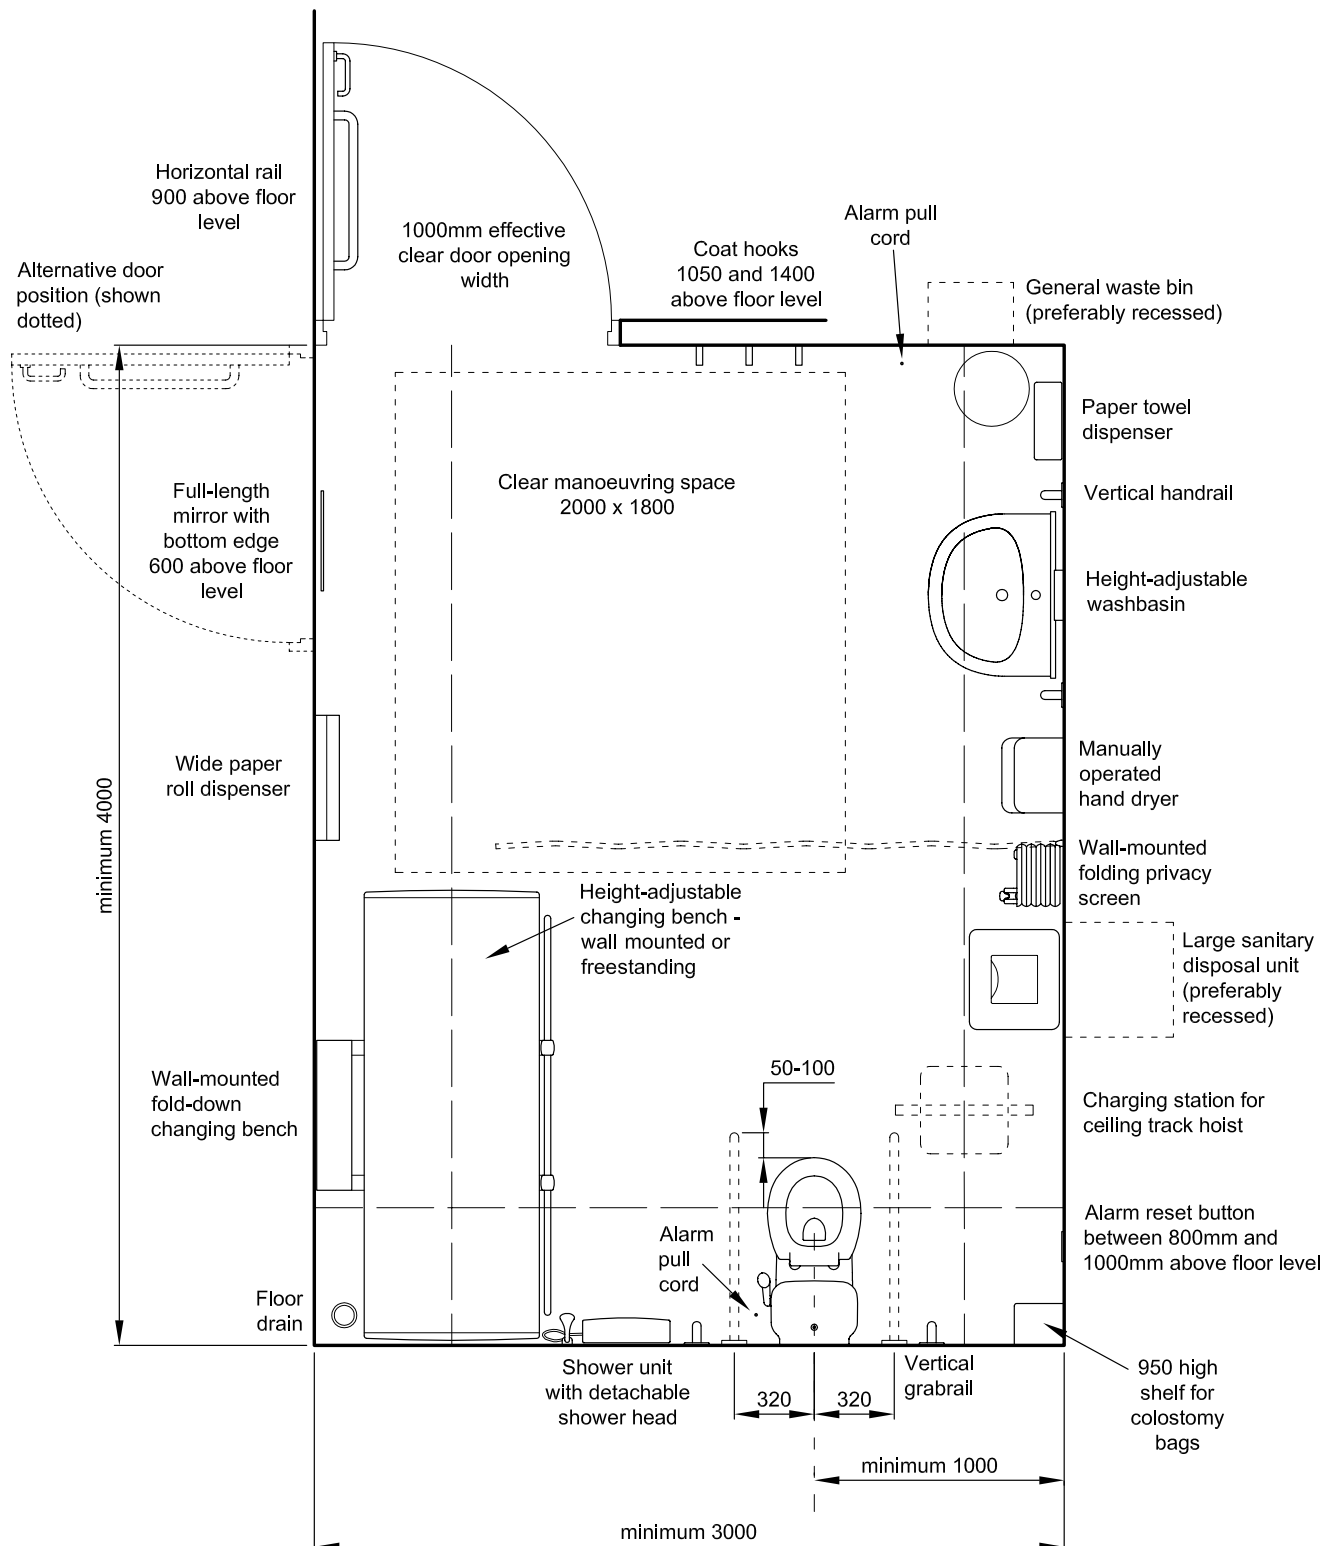 Horizontal rail
900 above floor
level
1000mm effective
clear door opening
width
Alarm pull
cord
Coat hooks
1050 and 1400
above floor level
Alternative door
position (shown
dotted)
General waste bin
(preferably recessed)
Paper towel
dispenser
Clear manoeuvring space
2000 x 1800
Full-length
mirror with
bottom edge
600 above floor
level
Vertical handrail
Height-adjustable
washbasin
Wide paper
roll dispenser
minimum 4000
Manually
operated
hand dryer
Wall-mounted
folding privacy
screen
Height-adjustable
changing bench -
wall mounted or
freestanding
Large sanitary
disposal unit
(preferably
recessed)
50-100
Wall-mounted
fold-down
changing bench
Charging station for
ceiling track hoist
Alarm
pull
cord
Alarm reset button
between 800mm and
1000mm above floor level
Floor
drain
Shower unit
with detachable
shower head
320
320
Vertical
grabrail
950 high
shelf for
colostomy
bags
minimum 1000
minimum 3000